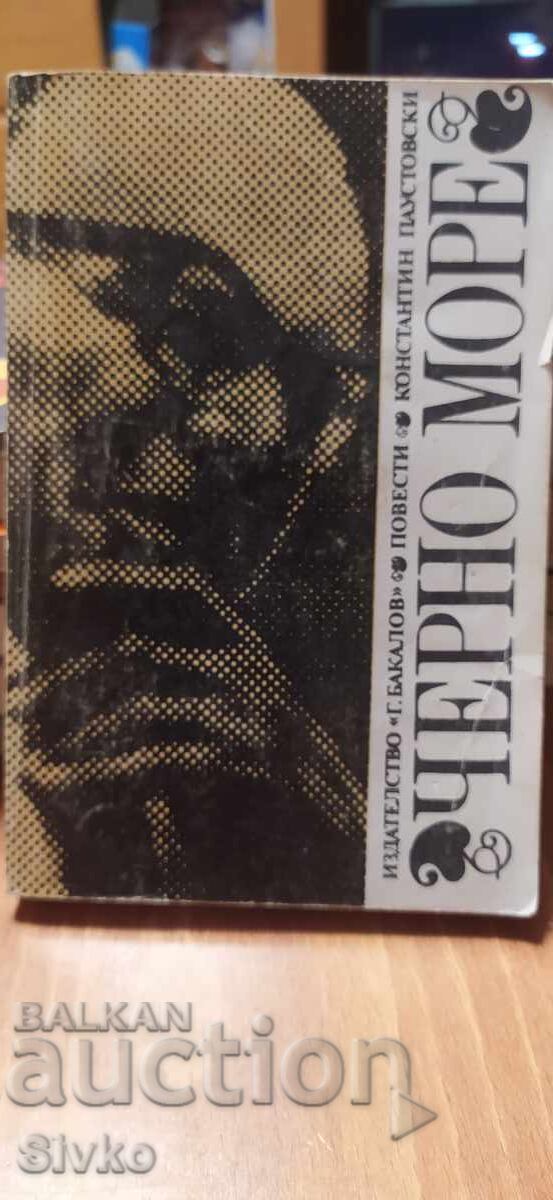 ИЗДАТЕЛСТВО «Г. БАКАЛОВ» ПОВЕСТИ КОНСТАНТИН ПАУСТОВСКИ
ЧЕРНО МОРЕ
BALKAN
auction
Sivko